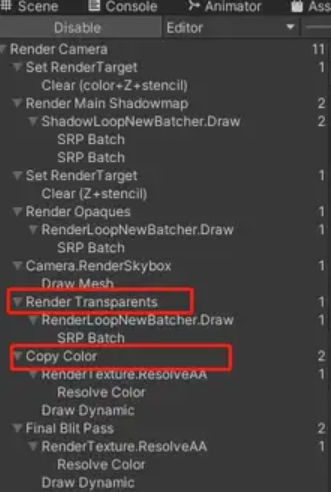 Scene Console Animator Ass
Disable Editor
Render Camera 11
Set RenderTarget 1
Clear (color+Z+stencil)
Render Main Shadowmap 2
ShadowLoopNewBatcher.Draw 2
SRP Batch
SRP Batch
Set RenderTarget 1
Clear (Z+stencil)
Render Opaques 1
RenderLoopNewBatcher.Draw 1
SRP Batch
Camera.RenderSkybox 1
Draw Mesh
Render Transparents 1
RenderLoopNewBatcher.Draw 1
SRP Batch
Copy Color 2
RenderTexture.ResolveAA 1
Resolve Color
Draw Dynamic
Final Blit Pass 2
RenderTexture.ResolveAA 1
Resolve Color
Draw Dynamic